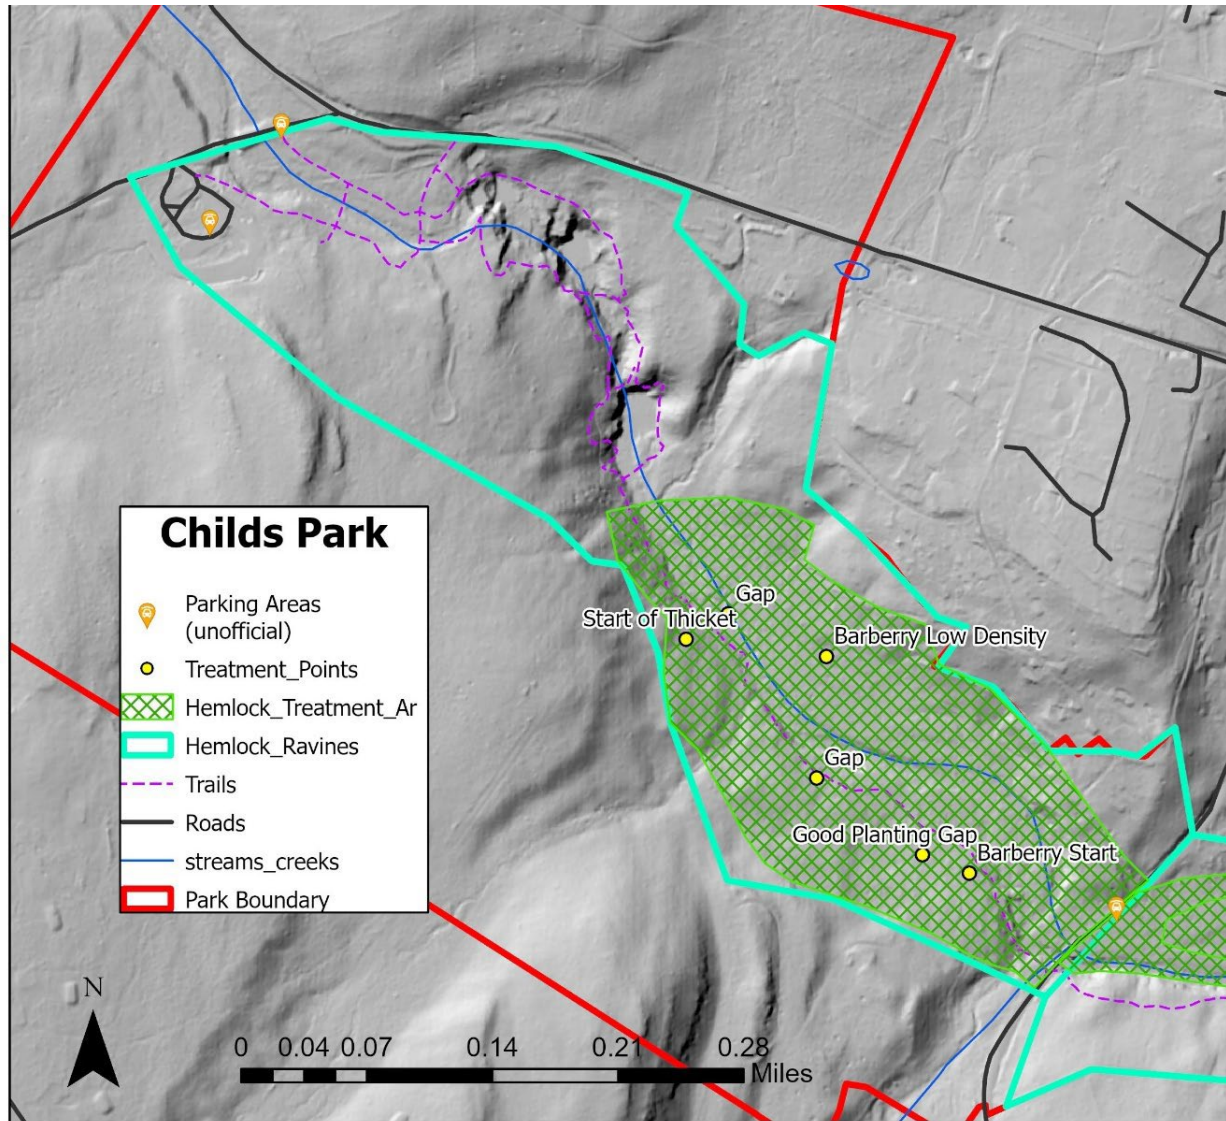 Childs Park
Parking Areas
(unofficial)
Treatment_Points
Hemlock_Treatment_Ar
Hemlock_Ravines
Trails
Roads
streams_creeks
Park Boundary
Gap
Start of Thicket
Barberry Low Density
Gap
Good Planting Gap
Barberry Start
N
0 0.04 0.07 0.14 0.21 0.28
Miles